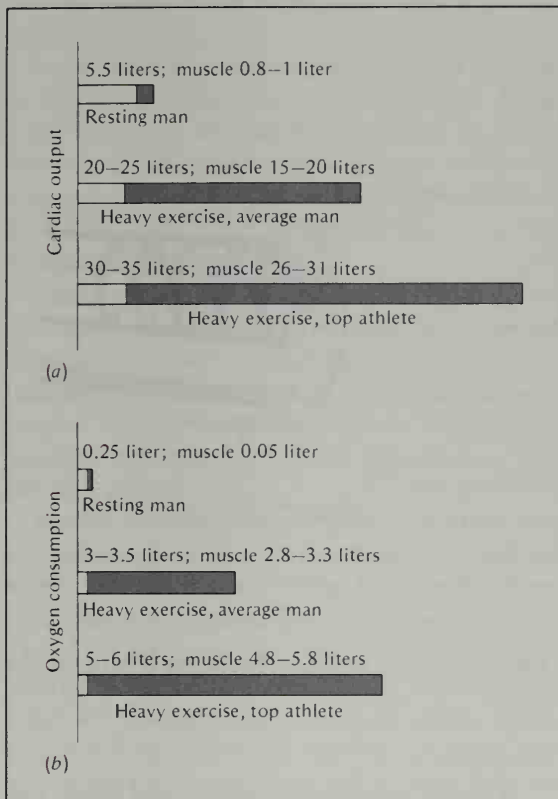 Cardiac output
5.5 liters; muscle 0.8–1 liter
Resting man
20–25 liters; muscle 15–20 liters
Heavy exercise, average man
30–35 liters; muscle 26–31 liters
Heavy exercise, top athlete
(a)
Oxygen consumption
0.25 liter; muscle 0.05 liter
Resting man
3–3.5 liters; muscle 2.8–3.3 liters
Heavy exercise, average man
5–6 liters; muscle 4.8–5.8 liters
Heavy exercise, top athlete
(b)